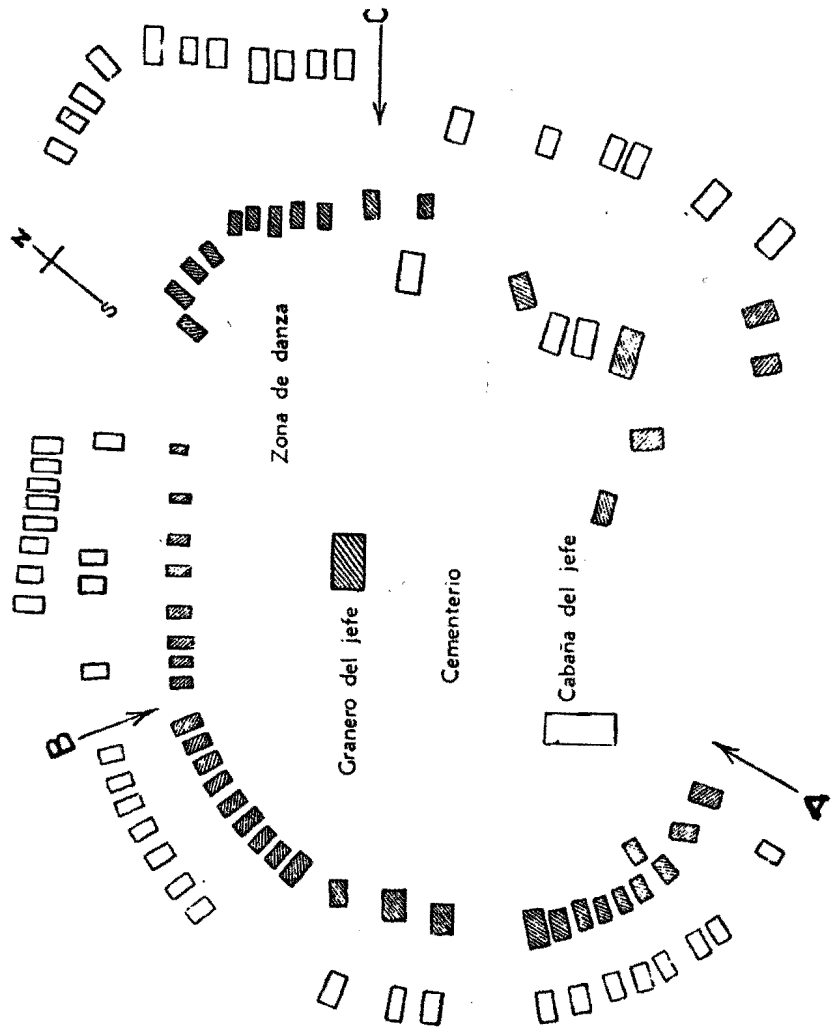 C
N
S
Zona de danza
B
Granero del jefe
Cementerio
Cabaña del jefe
A